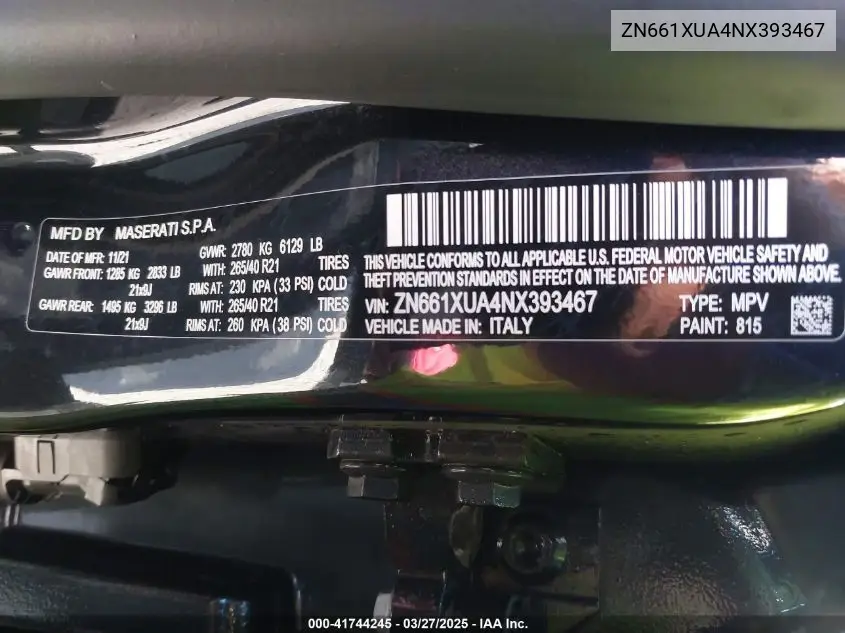 ZN661XUA4NX393467
MFD BY MASERATI S.P.A.
DATE OF MFR: 11/21 GVWR: 2780 KG 6129 LB
GAWR FRONT: 1285 KG 2833 LB WITH: 265/40 R21 TIRES
21x9J RIMS AT: 230 KPA (33 PSI) COLD
GAWR REAR: 1495 KG 3296 LB WITH: 265/40 R21 TIRES
21x9J RIMS AT: 260 KPA (38 PSI) COLD
THIS VEHICLE CONFORMS TO ALL APPLICABLE U.S. FEDERAL MOTOR VEHICLE SAFETY AND
THEFT PREVENTION STANDARDS IN EFFECT ON THE DATE OF MANUFACTURE SHOWN ABOVE.
VIN: ZN661XUA4NX393467 TYPE: MPV
VEHICLE MADE IN: ITALY PAINT: 815
000-41744245 - 03/27/2025 - IAA Inc.